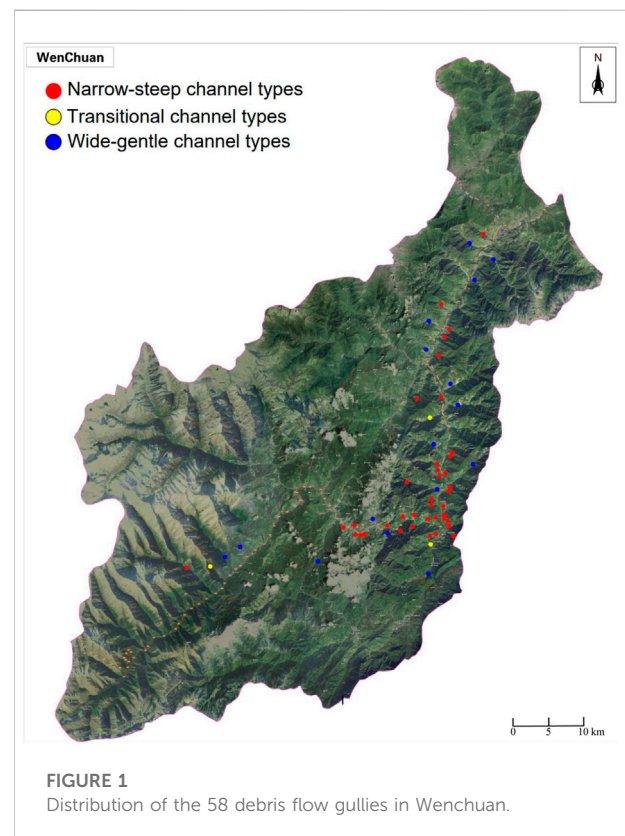 WenChuan
N
Narrow-steep channel types
Transitional channel types
Wide-gentle channel types
0 5 10 km
FIGURE 1
Distribution of the 58 debris flow gullies in Wenchuan.